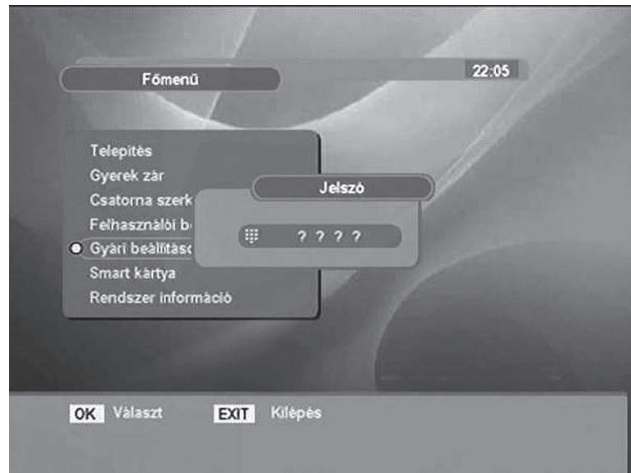 Főmenü
22:05
Telepítés
Gyerek zár
Csatorna szerk
Jelszó
Felhasználói b
? ? ? ?
Gyári beállításo
Smart kártya
Rendszer információ
OK Választ EXIT Kilépés